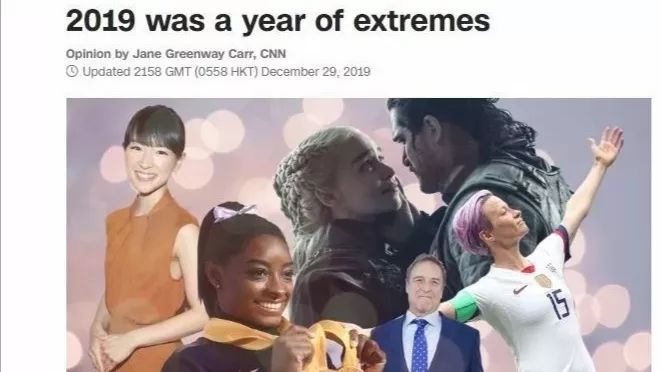 2019 was a year of extremes
Opinion by Jane Greenway Carr, CNN
Updated 2158 GMT (0558 HKT) December 29, 2019
15